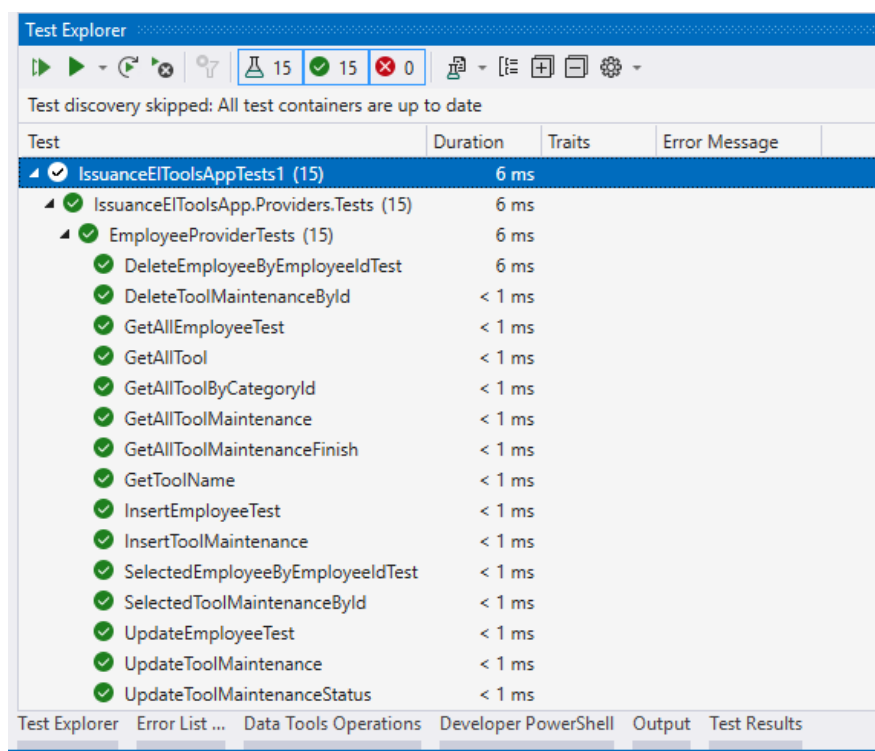 Test Explorer
15 15 0
Test discovery skipped: All test containers are up to date
Test Duration Traits Error Message
IssuanceElToolsAppTests1 (15) 6 ms
IssuanceElToolsApp.Providers.Tests (15) 6 ms
EmployeeProviderTests (15) 6 ms
DeleteEmployeeByEmployeeIdTest 6 ms
DeleteToolMaintenanceById < 1 ms
GetAllEmployeeTest < 1 ms
GetAllTool < 1 ms
GetAllToolByCategoryId < 1 ms
GetAllToolMaintenance < 1 ms
GetAllToolMaintenanceFinish < 1 ms
GetToolName < 1 ms
InsertEmployeeTest < 1 ms
InsertToolMaintenance < 1 ms
SelectedEmployeeByEmployeeIdTest < 1 ms
SelectedToolMaintenanceById < 1 ms
UpdateEmployeeTest < 1 ms
UpdateToolMaintenance < 1 ms
UpdateToolMaintenanceStatus < 1 ms
Test Explorer Error List ... Data Tools Operations Developer PowerShell Output Test Results